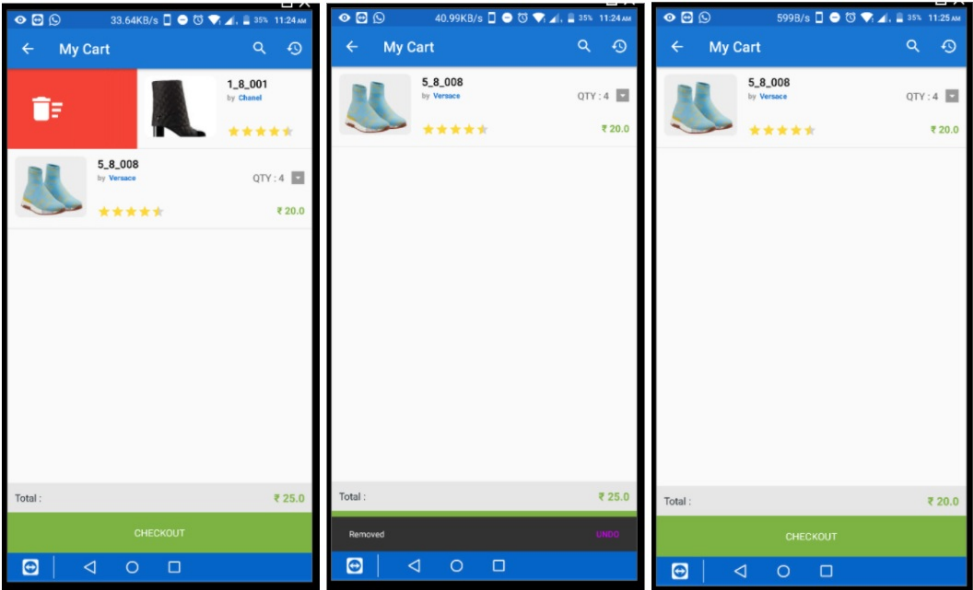 33.64KB/s 35% 11:24 AM
My Cart
1_8_001
by Chanel
5_8_008
by Versace
QTY : 4
₹ 20.0
Total :
₹ 25.0
CHECKOUT
40.99KB/s 35% 11:24 AM
My Cart
5_8_008
by Versace
QTY : 4
₹ 20.0
Total :
₹ 25.0
Removed
UNDO
599B/s 35% 11:25 AM
My Cart
5_8_008
by Versace
QTY : 4
₹ 20.0
Total :
₹ 20.0
CHECKOUT